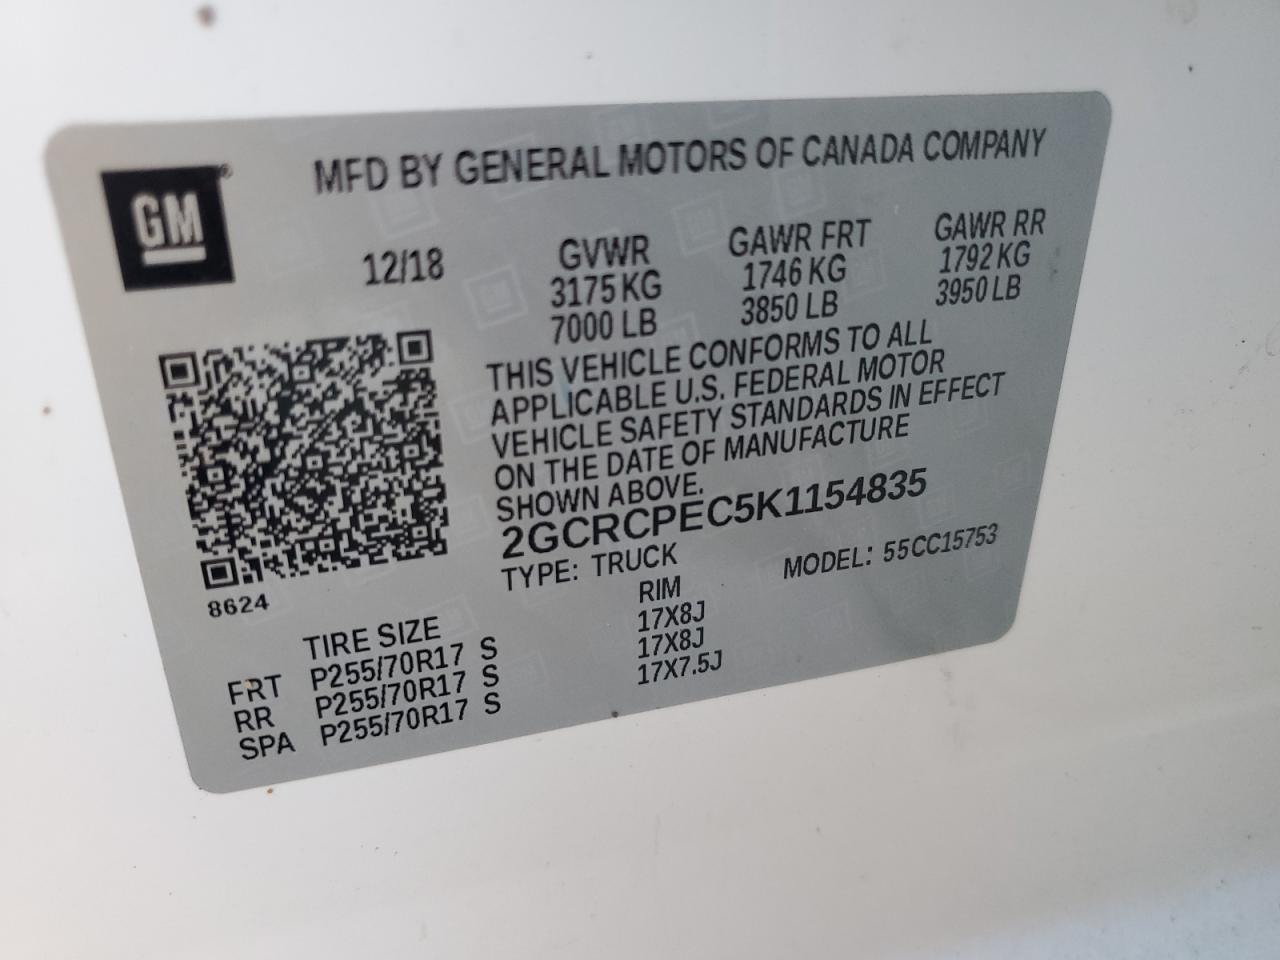 GM®
MFD BY GENERAL MOTORS OF CANADA COMPANY
12/18
GVWR
3175 KG
7000 LB
GAWR FRT
1746 KG
3850 LB
GAWR RR
1792 KG
3950 LB
THIS VEHICLE CONFORMS TO ALL
APPLICABLE U.S. FEDERAL MOTOR
VEHICLE SAFETY STANDARDS IN EFFECT
ON THE DATE OF MANUFACTURE
SHOWN ABOVE.
2GCRCPEC5K1154835
TYPE: TRUCK MODEL: 55CC15753
8624
TIRE SIZE RIM
FRT P255/70R17 S 17X8J
RR P255/70R17 S 17X8J
SPA P255/70R17 S 17X7.5J